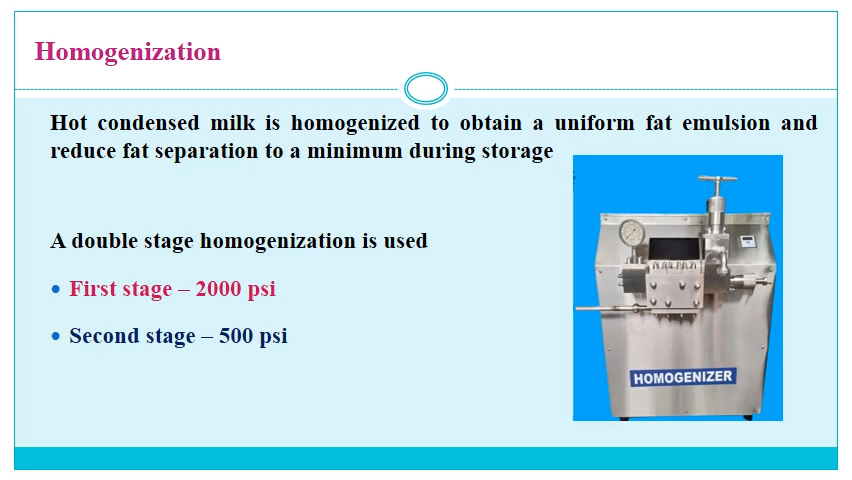 Homogenization
Hot condensed milk is homogenized to obtain a uniform fat emulsion and
reduce fat separation to a minimum during storage
A double stage homogenization is used
• First stage – 2000 psi
• Second stage – 500 psi
HOMOGENIZER